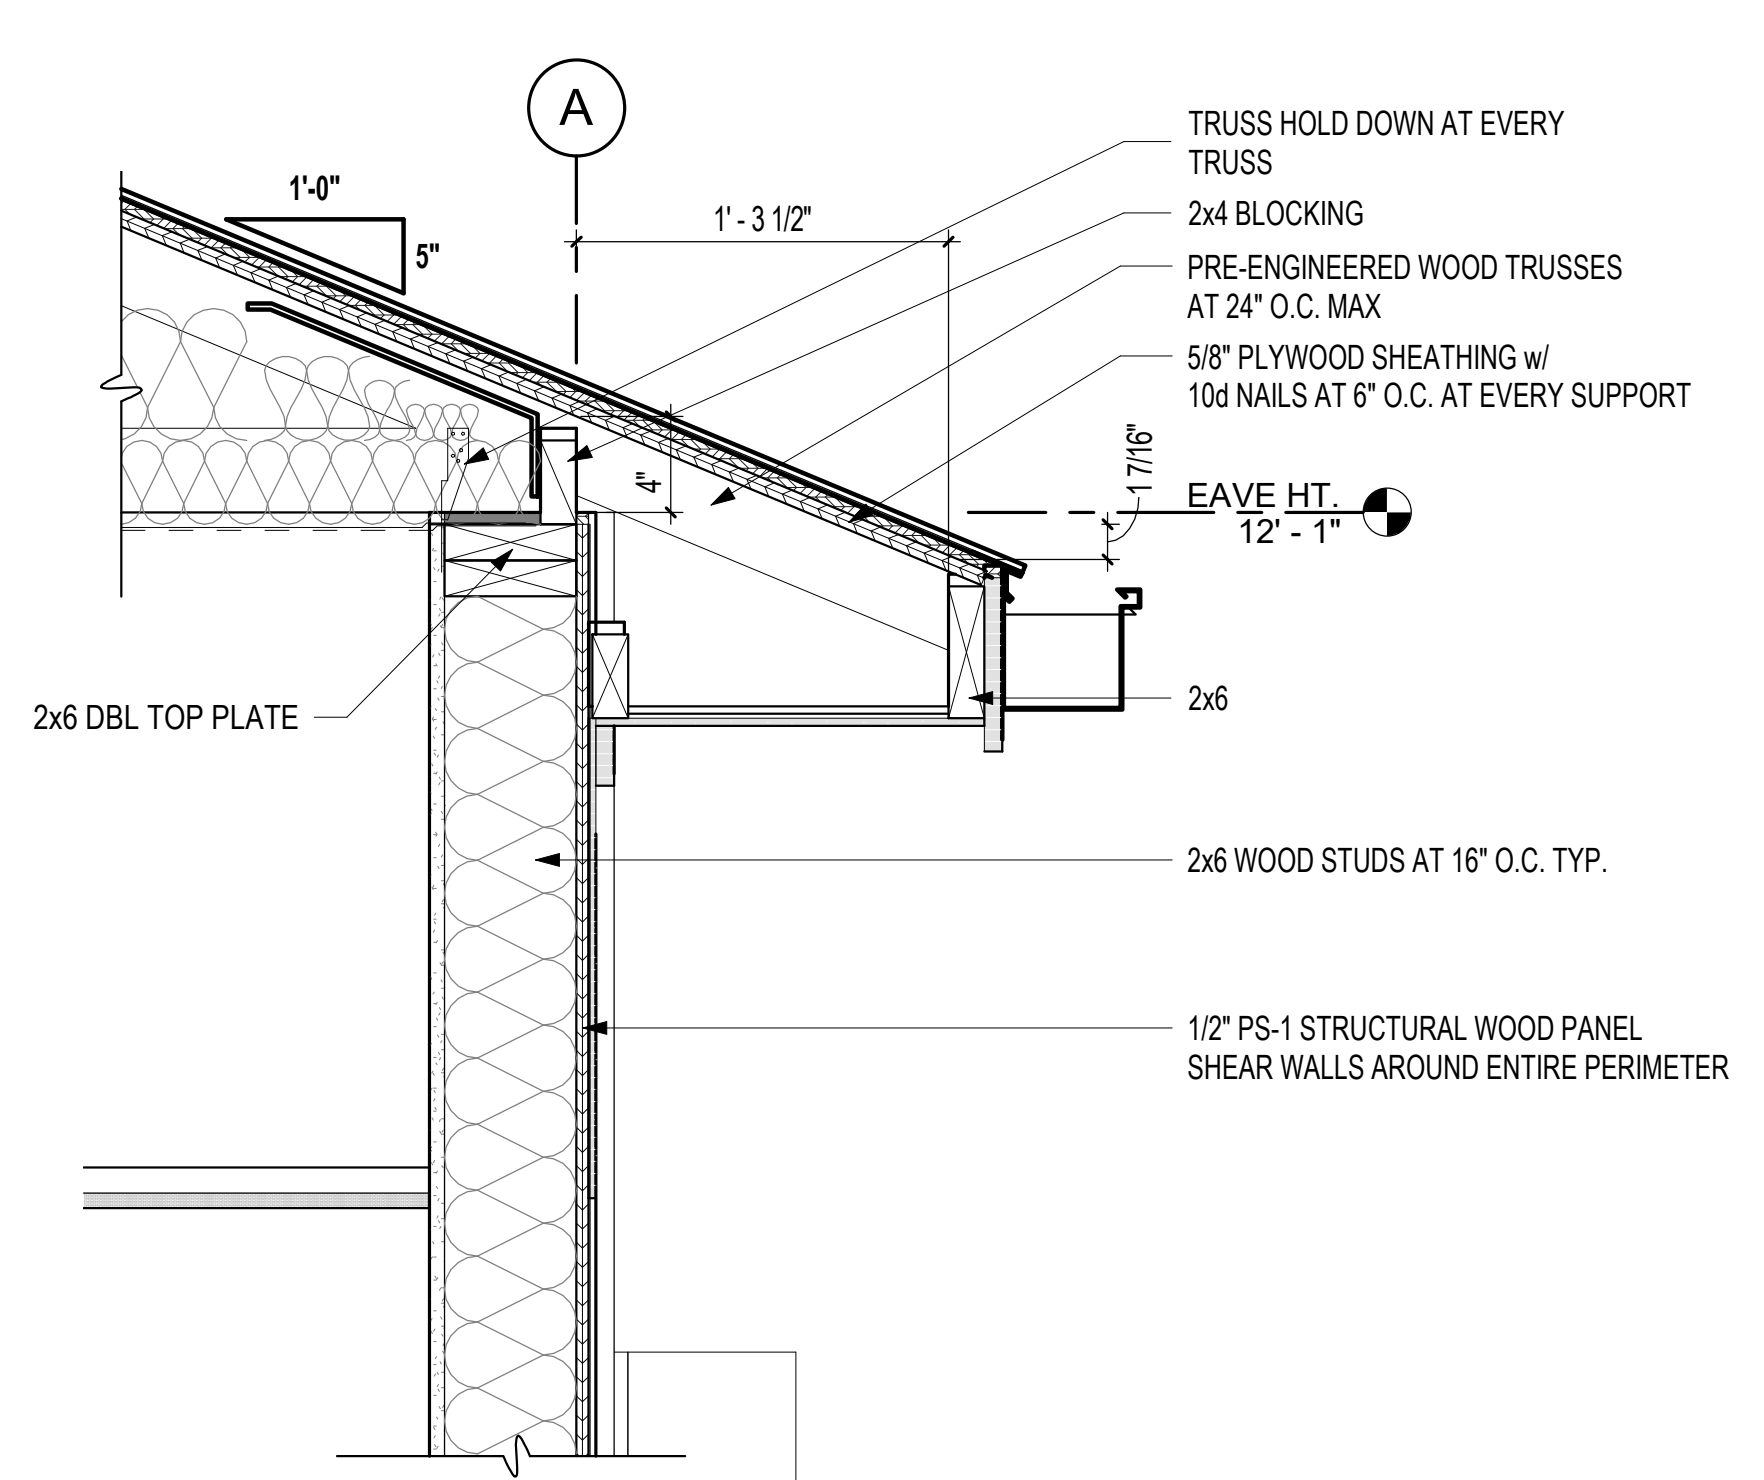 A
TRUSS HOLD DOWN AT EVERY
TRUSS
1'-0"
5"
1' - 3 1/2"
2x4 BLOCKING
PRE-ENGINEERED WOOD TRUSSES
AT 24" O.C. MAX
5/8" PLYWOOD SHEATHING w/
10d NAILS AT 6" O.C. AT EVERY SUPPORT
4"
1 7/16"
EAVE HT.
12' - 1"
2x6 DBL TOP PLATE
2x6
2x6 WOOD STUDS AT 16" O.C. TYP.
1/2" PS-1 STRUCTURAL WOOD PANEL
SHEAR WALLS AROUND ENTIRE PERIMETER